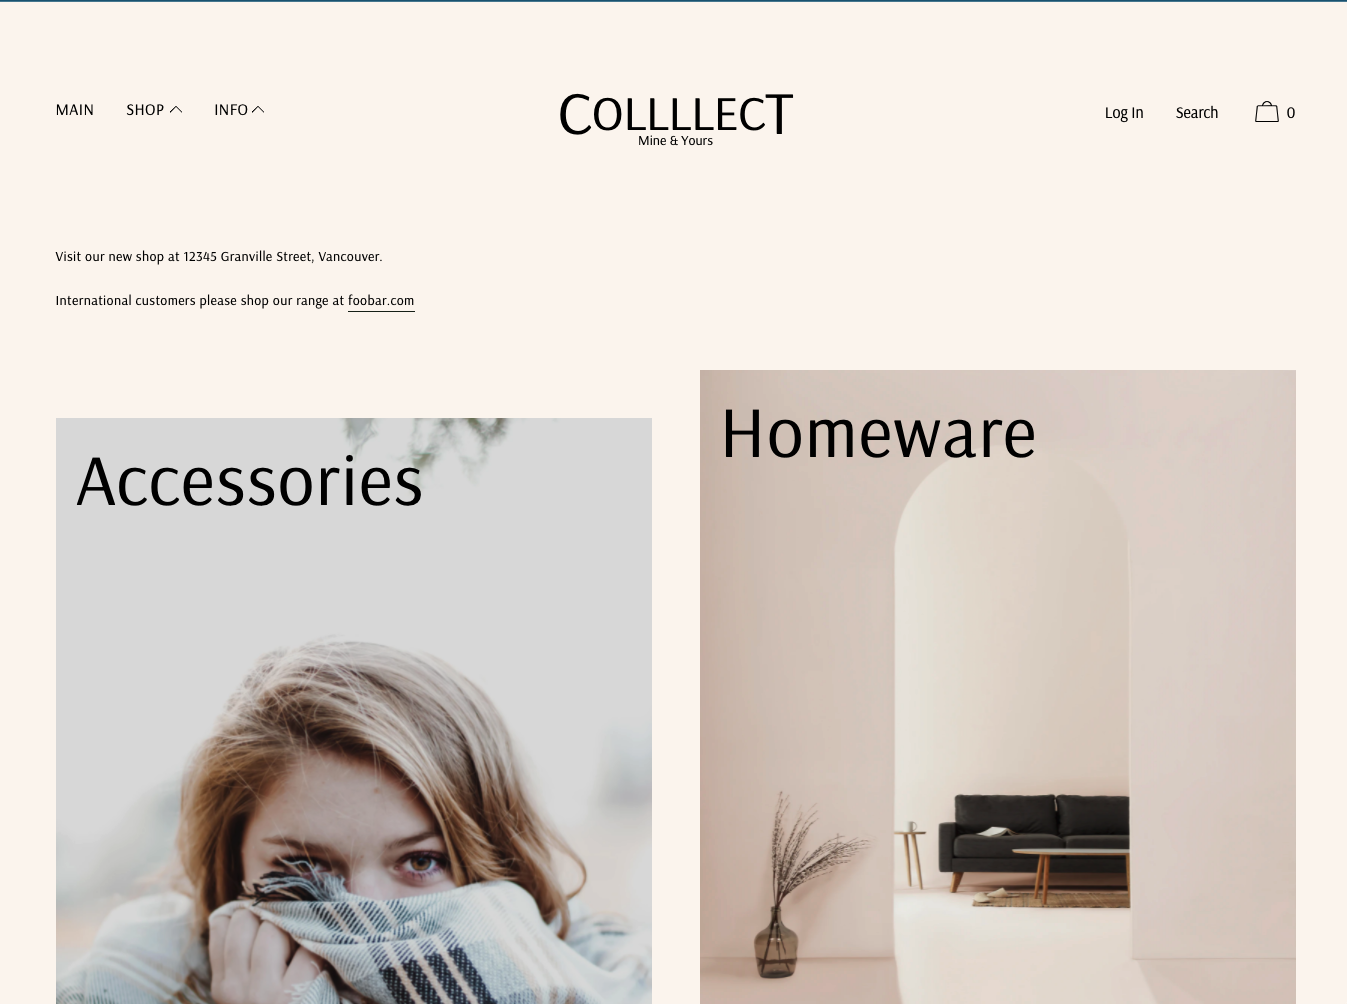 MAIN
SHOP
INFO
COLLLLECT
Mine & Yours
Log In
Search
0
Visit our new shop at 12345 Granville Street, Vancouver.
International customers please shop our range at foobar.com
Accessories
Homeware